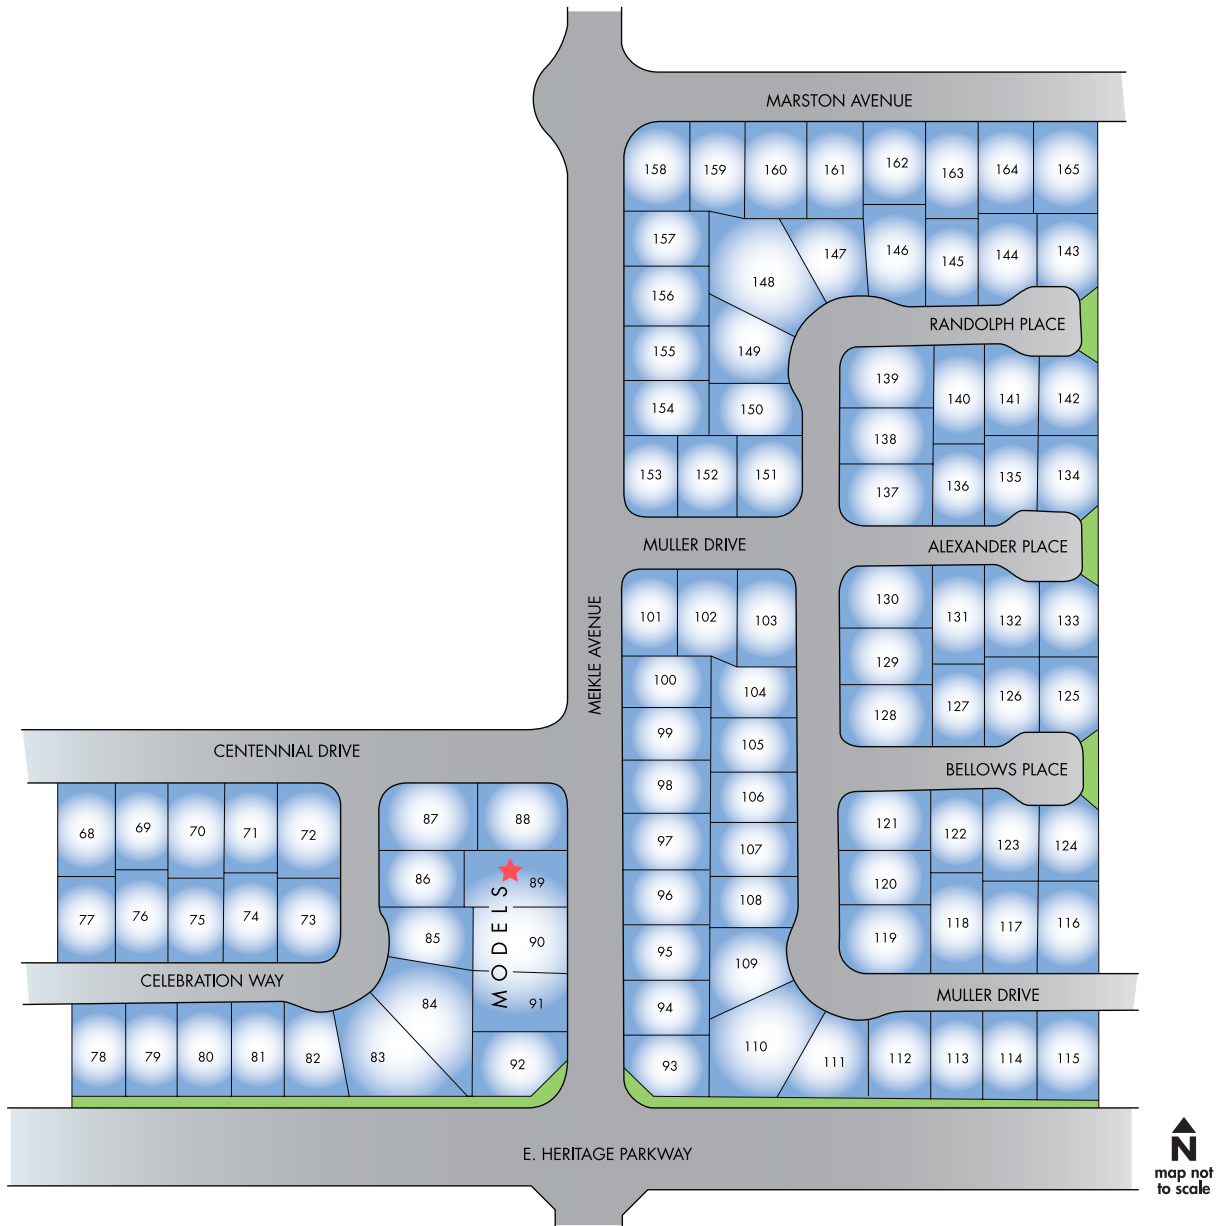 MARSTON AVENUE
158 159 160 161 162 163 164 165
157 148 147 146 145 144 143
156
RANDOLPH PLACE
155 149
139 140 141 142
154 150
138
153 152 151 137 136 135 134
MULLER DRIVE
ALEXANDER PLACE
MEIKLE AVENUE
101 102 103
130 131 132 133
129
100 104
128 127 126 125
99 105
CENTENNIAL DRIVE
BELLOWS PLACE
98 106
68 69 70 71 72
87 88
97 107
121 122 123 124
86 89
MODELS
120
96 108
77 76 75 74 73
85 90
95 109
119 118 117 116
CELEBRATION WAY
84 91
94
MULLER DRIVE
78 79 80 81 82 83 92
93 110 111 112 113 114 115
E. HERITAGE PARKWAY
N
map not
to scale